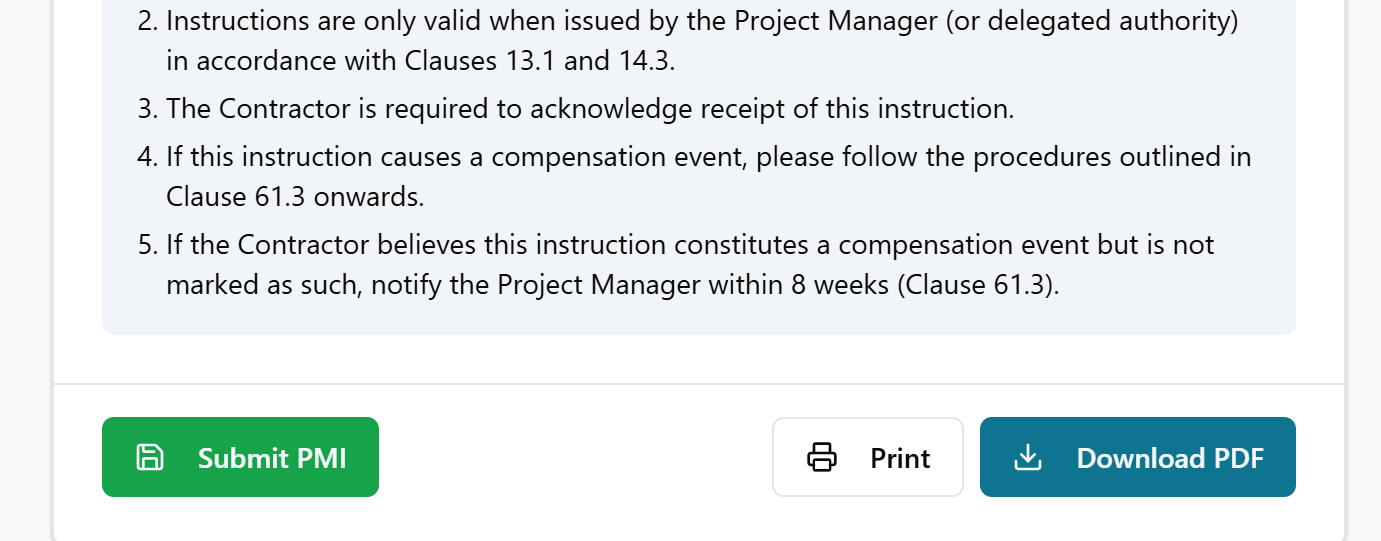 2. Instructions are only valid when issued by the Project Manager (or delegated authority)
in accordance with Clauses 13.1 and 14.3.
3. The Contractor is required to acknowledge receipt of this instruction.
4. If this instruction causes a compensation event, please follow the procedures outlined in
Clause 61.3 onwards.
5. If the Contractor believes this instruction constitutes a compensation event but is not
marked as such, notify the Project Manager within 8 weeks (Clause 61.3).
Submit PMI
Print
Download PDF